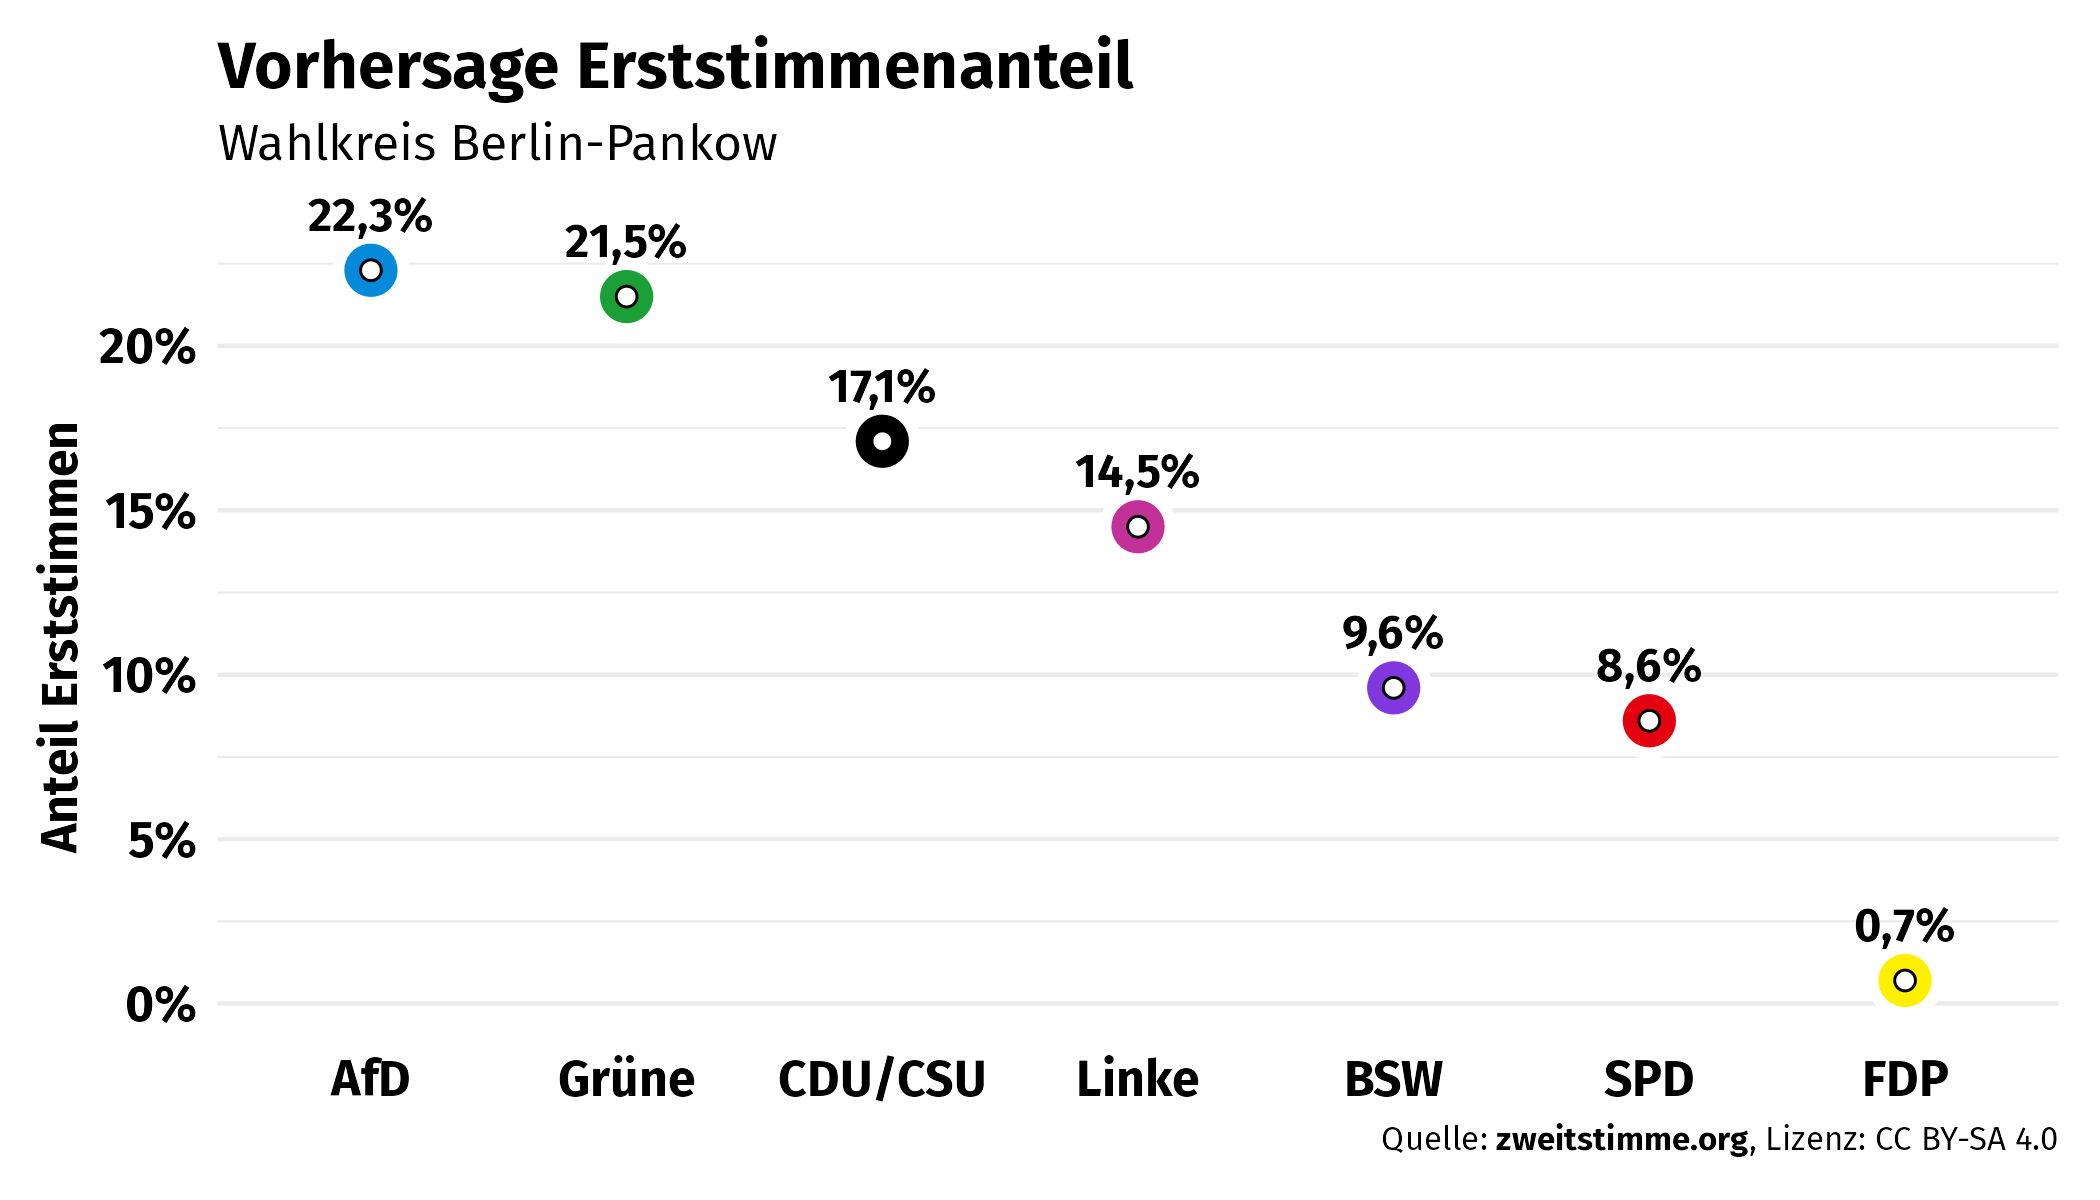 Vorhersage Erststimmenanteil
Wahlkreis Berlin-Pankow
22,3%
21,5%
17,1%
14,5%
9,6%
8,6%
0,7%
Anteil Erststimmen
20%
15%
10%
5%
0%
AfD Grüne CDU/CSU Linke BSW SPD FDP
Quelle: zweitstimme.org, Lizenz: CC BY-SA 4.0